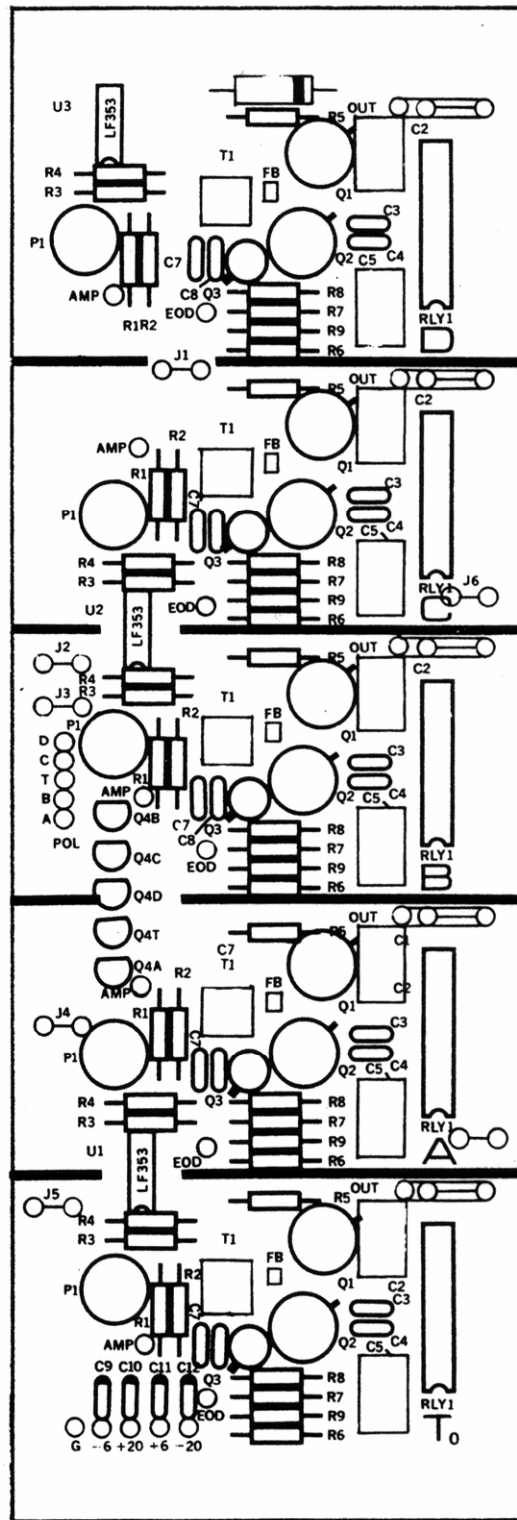 U3
LF353
OUT
R5
C2
R4
R3
T1
FB
Q1
P1
C3
AMP
C7
C8
Q3
Q2
C5
C4
R1
R2
EOD
R8
R7
R9
R6
RLY1
D
J1
OUT
R5
C2
R2
T1
AMP
FB
R1
Q1
P1
C7
C3
Q3
Q2
C5
C4
R4
R3
R8
R7
U2
LF353
EOD
R9
R6
RLY1
C
J6
J2
OUT
R5
C2
R4
R3
J3
T1
P1
R2
FB
Q1
D
C
T
B
A
POL
AMP
R1
C3
Q4B
C7
C8
Q3
Q2
C5
C4
Q4C
EOD
R8
R7
R9
R6
RLY1
B
Q4D
OUT
Q4T
C7
R5
C1
T1
Q4A
R2
AMP
FB
Q1
C2
J4
R1
P1
C7
C3
Q3
Q2
C5
C4
R4
R3
R8
R7
U1
LF353
EOD
R9
R6
RLY1
A
J5
OUT
R5
R4
R3
T1
P1
R2
FB
Q1
C2
R1
C7
C3
AMP
Q2
C5
C4
C9
C10
C11
C12
Q3
R8
R7
EOD
R9
R6
RLY1
TO
G
-6
+20
+6
-20